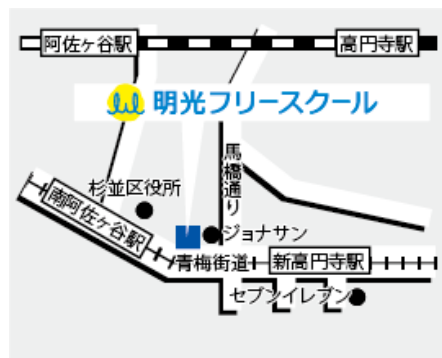 阿佐ヶ谷駅
高円寺駅
明光フリースクール
馬橋通り
杉並区役所
南阿佐ヶ谷駅
ジョナサン
青梅街道
新高円寺駅
セブンイレブン